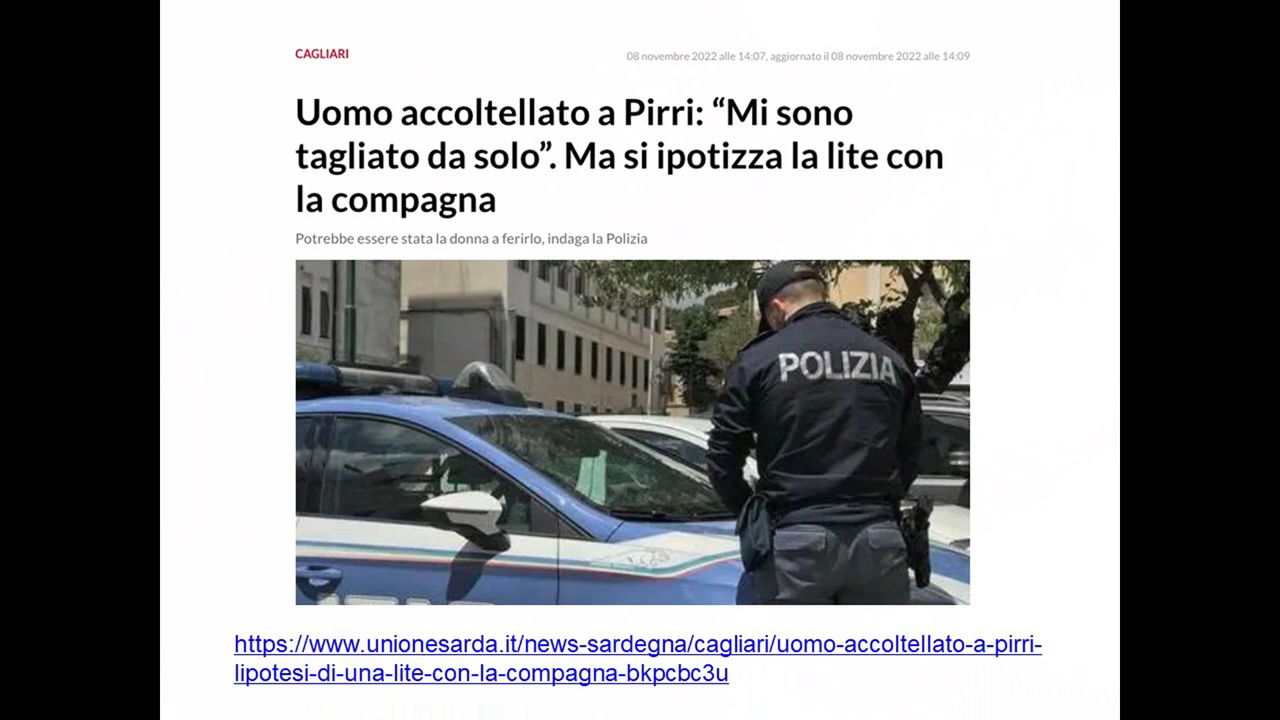 CAGLIARI
08 novembre 2022 alle 14:07, aggiornato il 08 novembre 2022 alle 14:09
Uomo accoltellato a Pirri: “Mi sono
tagliato da solo”. Ma si ipotizza la lite con
la compagna
Potrebbe essere stata la donna a ferirlo, indaga la Polizia
POLIZIA
https://www.unionesarda.it/news-sardegna/cagliari/uomo-accoltellato-a-pirri-
lipotesi-di-una-lite-con-la-compagna-bkpcbc3u